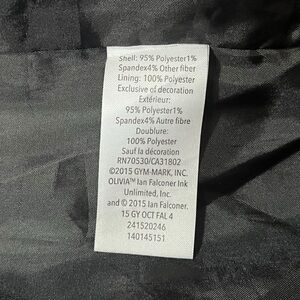 Shell: 95% Polyester1%
Spandex4% Other fiber
Lining: 100% Polyester
Exclusive of decoration
Extérieur:
95% Polyester1%
Spandex4% Autre fibre
Doublure:
100% Polyester
Sauf la décoration
RN70530/CA31802
©2015 GYM-MARK, INC.
OLIVIA™ Ian Falconer Ink
Unlimited, Inc.
and © 2015 Ian Falconer.
15 GY OCT FAL 4
241520246
140145151